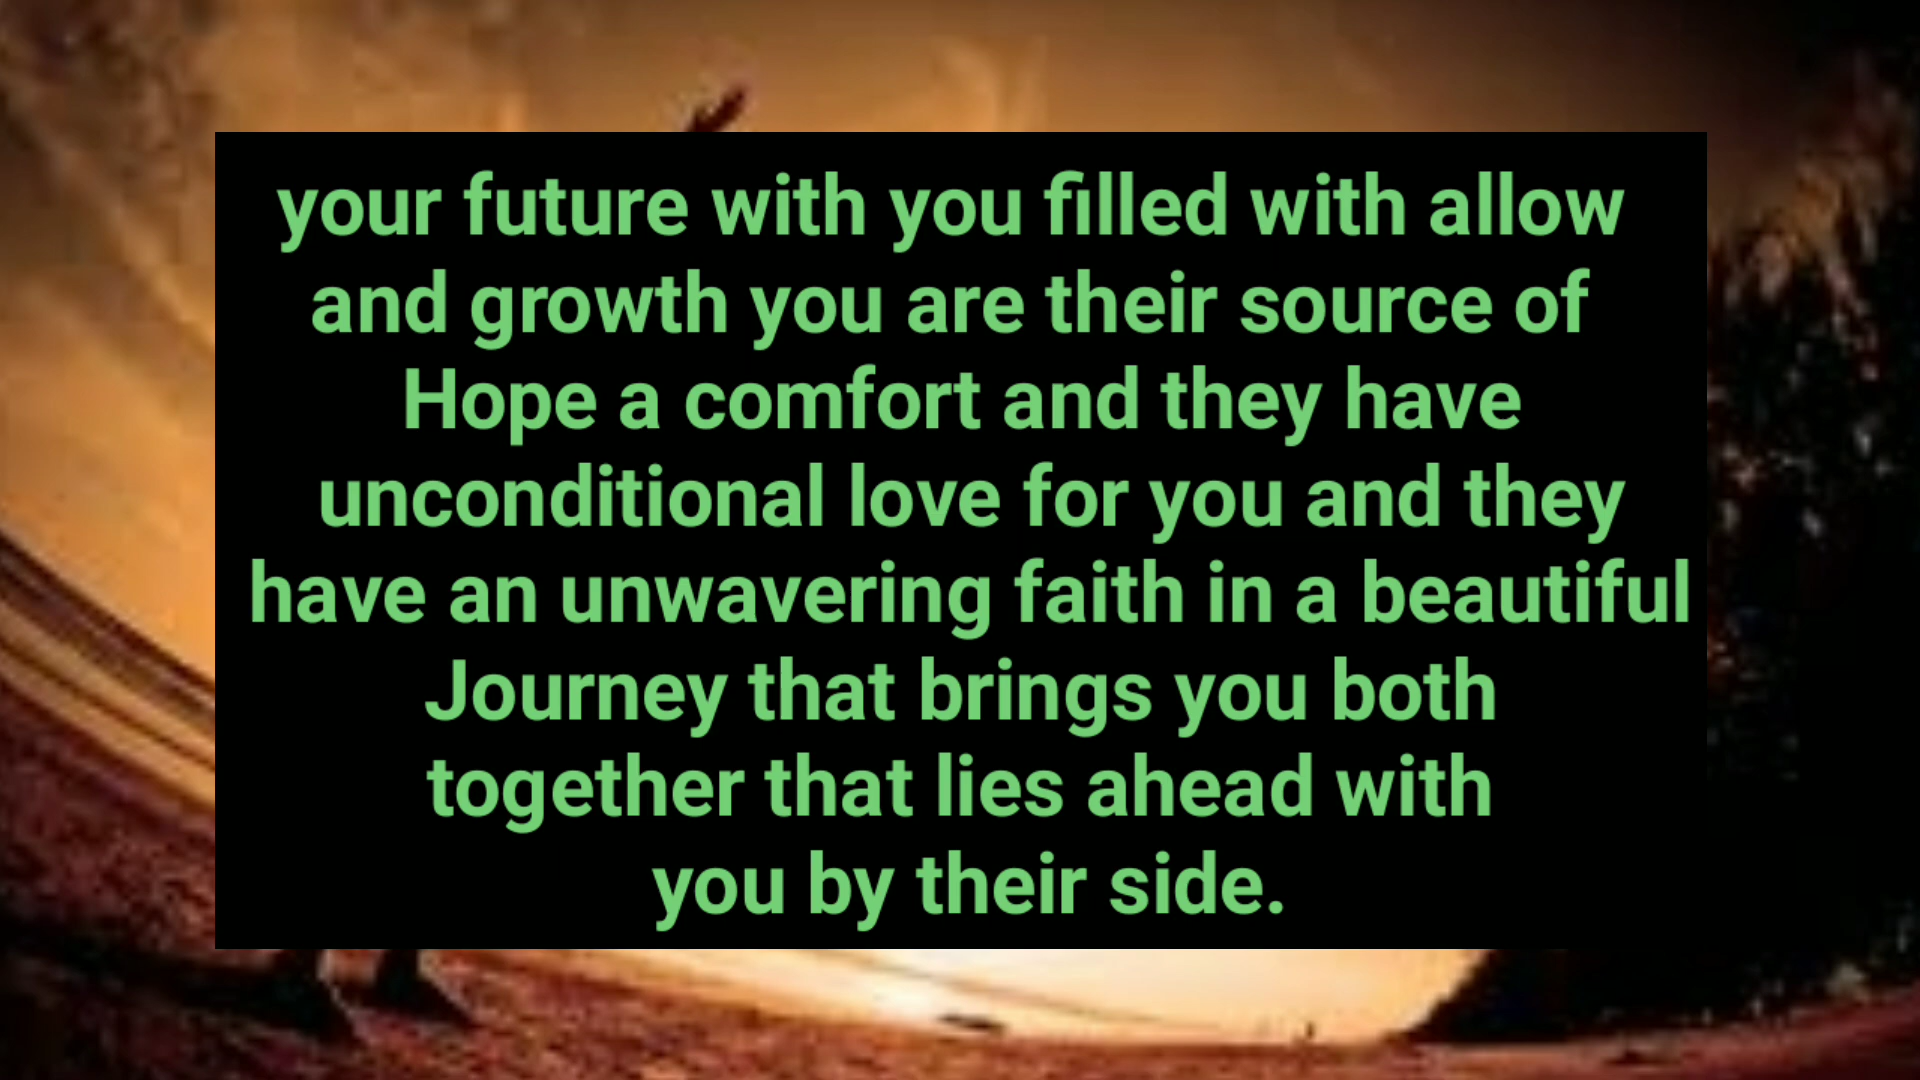 your future with you filled with allow
and growth you are their source of
Hope a comfort and they have
unconditional love for you and they
have an unwavering faith in a beautiful
Journey that brings you both
together that lies ahead with
you by their side.